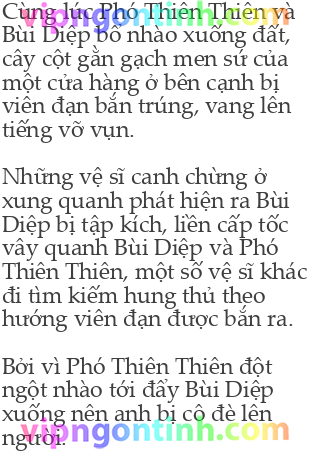 Cùng lúc Phó Thiên Thiên và
vipngontinh.com
Bùi Diệp bổ nhào xuống đất,
cây cột gắn gạch men sứ của
một cửa hàng ở bên cạnh bị
viên đạn bắn trúng, vang lên
tiếng vỡ vụn.
Những vệ sĩ canh chừng ở
xung quanh phát hiện ra Bùi
Diệp bị tập kích, liền cấp tốc
vây quanh Bùi Diệp và Phó
Thiên Thiên, một số vệ sĩ khác
đi tìm kiếm hung thủ theo
hướng viên đạn được bắn ra.
Bởi vì Phó Thiên Thiên đột
ngột nhào tới đẩy Bùi Diệp
xuống nên anh bị cô đè lên
vipngontinh.com
người.